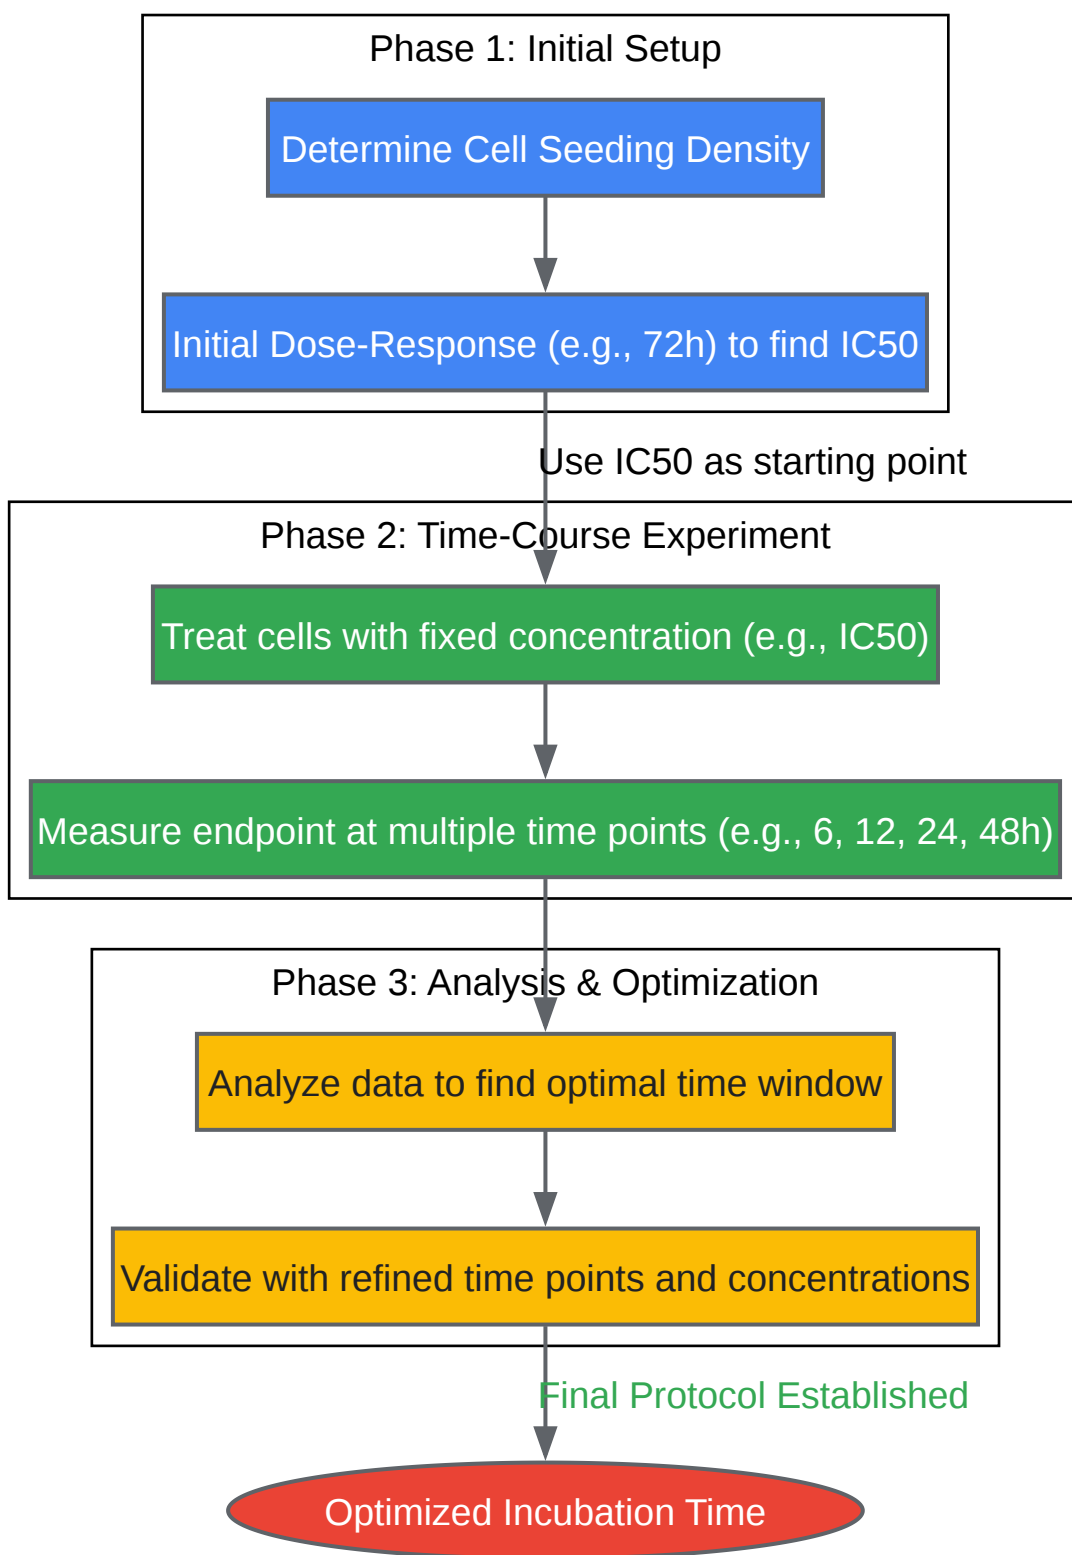 Phase 1: Initial Setup
Determine Cell Seeding Density
Initial Dose-Response (e.g., 72h) to find IC50
Use IC50 as starting point
Phase 2: Time-Course Experiment
Treat cells with fixed concentration (e.g., IC50)
Measure endpoint at multiple time points (e.g., 6, 12, 24, 48h)
Phase 3: Analysis & Optimization
Analyze data to find optimal time window
Validate with refined time points and concentrations
Final Protocol Established
Optimized Incubation Time